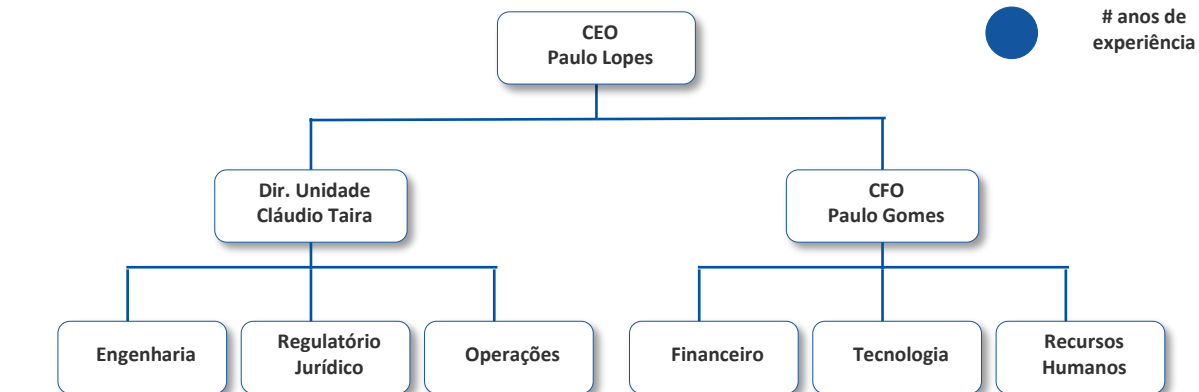 # anos de
experiência
CEO
Paulo Lopes
Dir. Unidade
Cláudio Taira
CFO
Paulo Gomes
Engenharia
Regulatório
Jurídico
Operações
Financeiro
Tecnologia
Recursos
Humanos